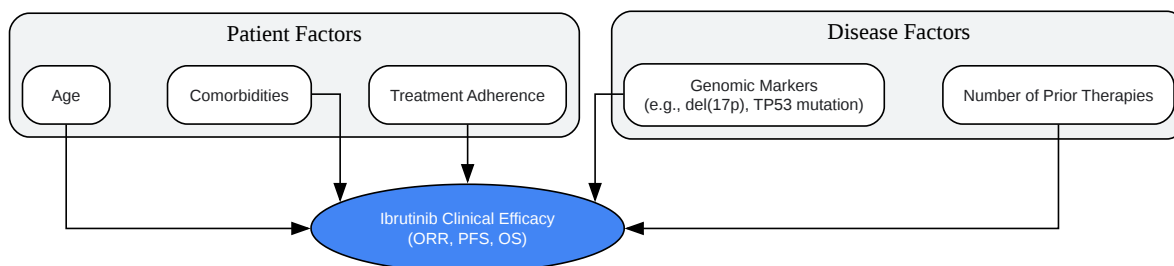 Patient Factors
Disease Factors
Age
Comorbidities
Treatment Adherence
Genomic Markers
(e.g., del(17p), TP53 mutation)
Number of Prior Therapies
Ibrutinib Clinical Efficacy
(ORR, PFS, OS)